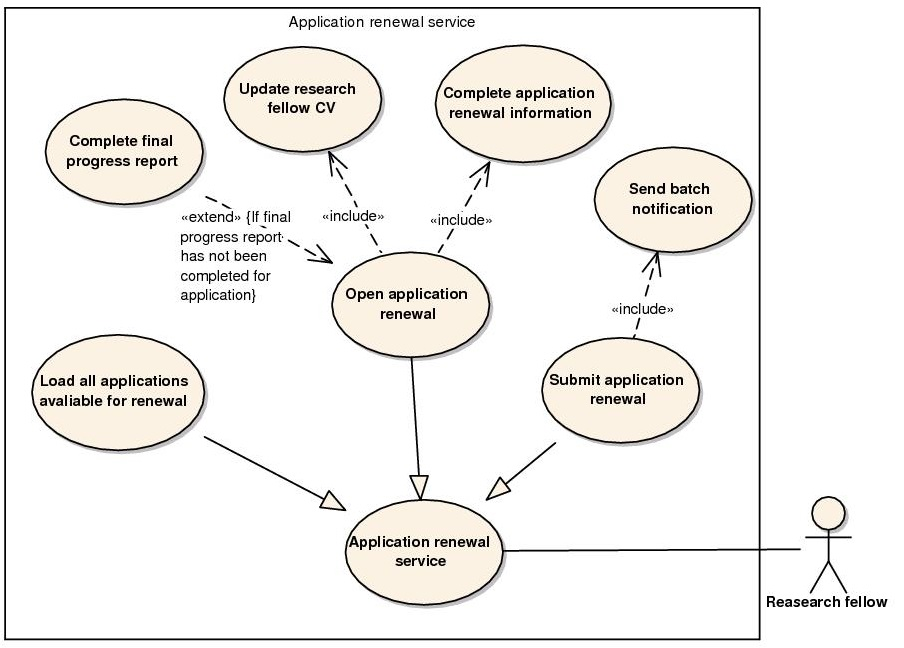 Application renewal service
Update research
fellow CV
Complete application
renewal information
Complete final
progress report
Send batch
notification
«extend» {If final
progress report
has not been
completed for
application}
«include»
«include»
Open application
renewal
«include»
Load all applications
avaliable for renewal
Submit application
renewal
Application renewal
service
Reasearch fellow